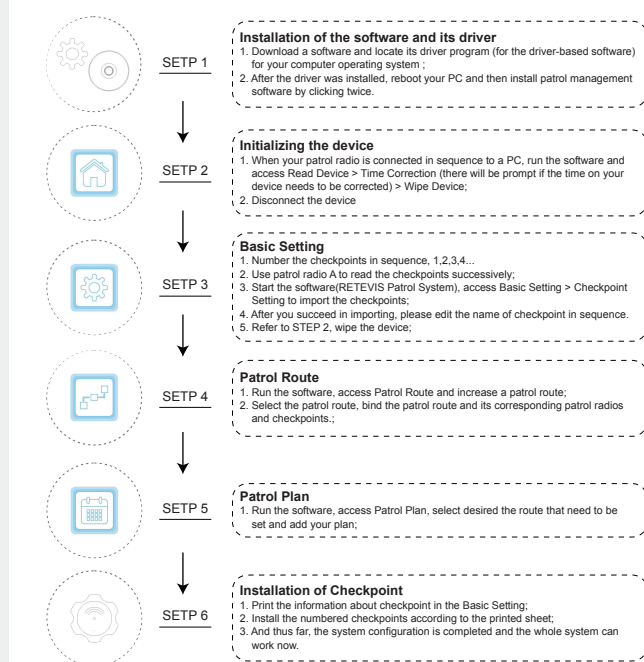 SETP 1
Installation of the software and its driver
1. Download a software and locate its driver program (for the driver-based software)
for your computer operating system ;
2. After the driver was installed, reboot your PC and then install patrol management
software by clicking twice.
SETP 2
Initializing the device
1. When your patrol radio is connected in sequence to a PC, run the software and
access Read Device > Time Correction (there will be prompt if the time on your
device needs to be corrected) > Wipe Device;
2. Disconnect the device
SETP 3
Basic Setting
1. Number the checkpoints in sequence, 1,2,3,4...
2. Use patrol radio A to read the checkpoints successively;
3. Start the software(RETEVIS Patrol System), access Basic Setting > Checkpoint
Setting to import the checkpoints;
4. After you succeed in importing, please edit the name of checkpoint in sequence.
5. Refer to STEP 2, wipe the device;
SETP 4
Patrol Route
1. Run the software, access Patrol Route and increase a patrol route;
2. Select the patrol route, bind the patrol route and its corresponding patrol radios
and checkpoints.;
SETP 5
Patrol Plan
1. Run the software, access Patrol Plan, select desired the route that need to be
set and add your plan;
SETP 6
Installation of Checkpoint
1. Print the information about checkpoint in the Basic Setting;
2. Install the numbered checkpoints according to the printed sheet;
3. And thus far, the system configuration is completed and the whole system can
work now.